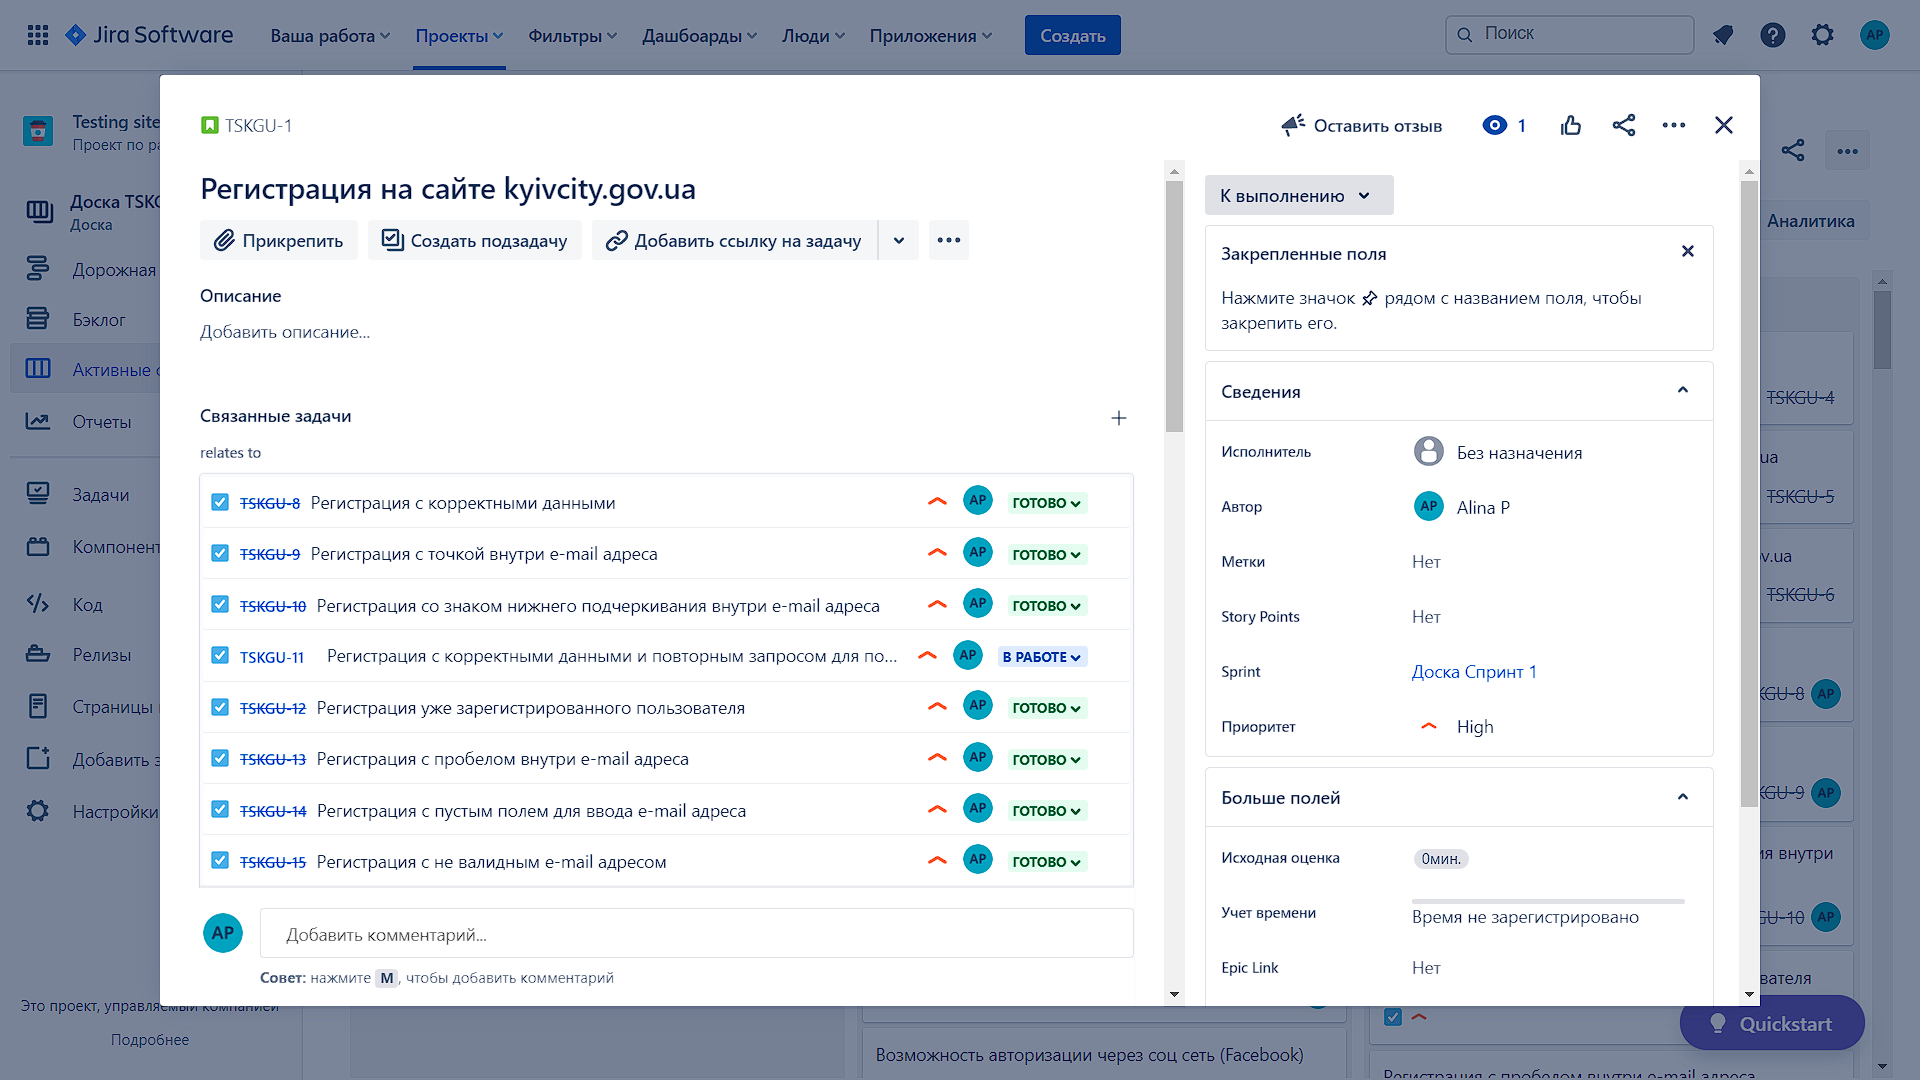 Jira Software
Ваша работа
Проекты
Фильтры
Дашбоарды
Люди
Приложения
Создать
Поиск
AP
Testing site
Проект по ра
Доска TSKG
Доска
Дорожная
Бэклог
Активные с
Отчеты
Задачи
Компонент
Код
Релизы
Страницы
Добавить з
Настройки
Это проект, управляемый компанией
Подробнее
TSKGU-1
Оставить отзыв
1
Регистрация на сайте kyivcity.gov.ua
Прикрепить
Создать подзадачу
Добавить ссылку на задачу
Описание
Добавить описание...
Связанные задачи
relates to
TSKGU-8 Регистрация с корректными данными AP ГОТОВО
TSKGU-9 Регистрация с точкой внутри e-mail адреса AP ГОТОВО
TSKGU-10 Регистрация со знаком нижнего подчеркивания внутри e-mail адреса AP ГОТОВО
TSKGU-11 Регистрация с корректными данными и повторным запросом для по... AP В РАБОТЕ
TSKGU-12 Регистрация уже зарегистрированного пользователя AP ГОТОВО
TSKGU-13 Регистрация с пробелом внутри e-mail адреса AP ГОТОВО
TSKGU-14 Регистрация с пустым полем для ввода e-mail адреса AP ГОТОВО
TSKGU-15 Регистрация с не валидным e-mail адресом AP ГОТОВО
AP Добавить комментарий...
Совет: нажмите M, чтобы добавить комментарий
К выполнению
Закрепленные поля
Нажмите значок рядом с названием поля, чтобы
закрепить его.
Сведения
Исполнитель Без назначения
Автор AP Alina P
Метки Нет
Story Points Нет
Sprint Доска Спринт 1
Приоритет High
Больше полей
Исходная оценка 0мин.
Учет времени Время не зарегистрировано
Epic Link Нет
Аналитика
TSKGU-4
ua
TSKGU-5
v.ua
TSKGU-6
KGU-8 AP
KGU-9 AP
ия внутри
GU-10 AP
вателя
Quickstart
Возможность авторизации через соц сеть (Facebook)
Регистрация с пробелом внутри e-mail адреса